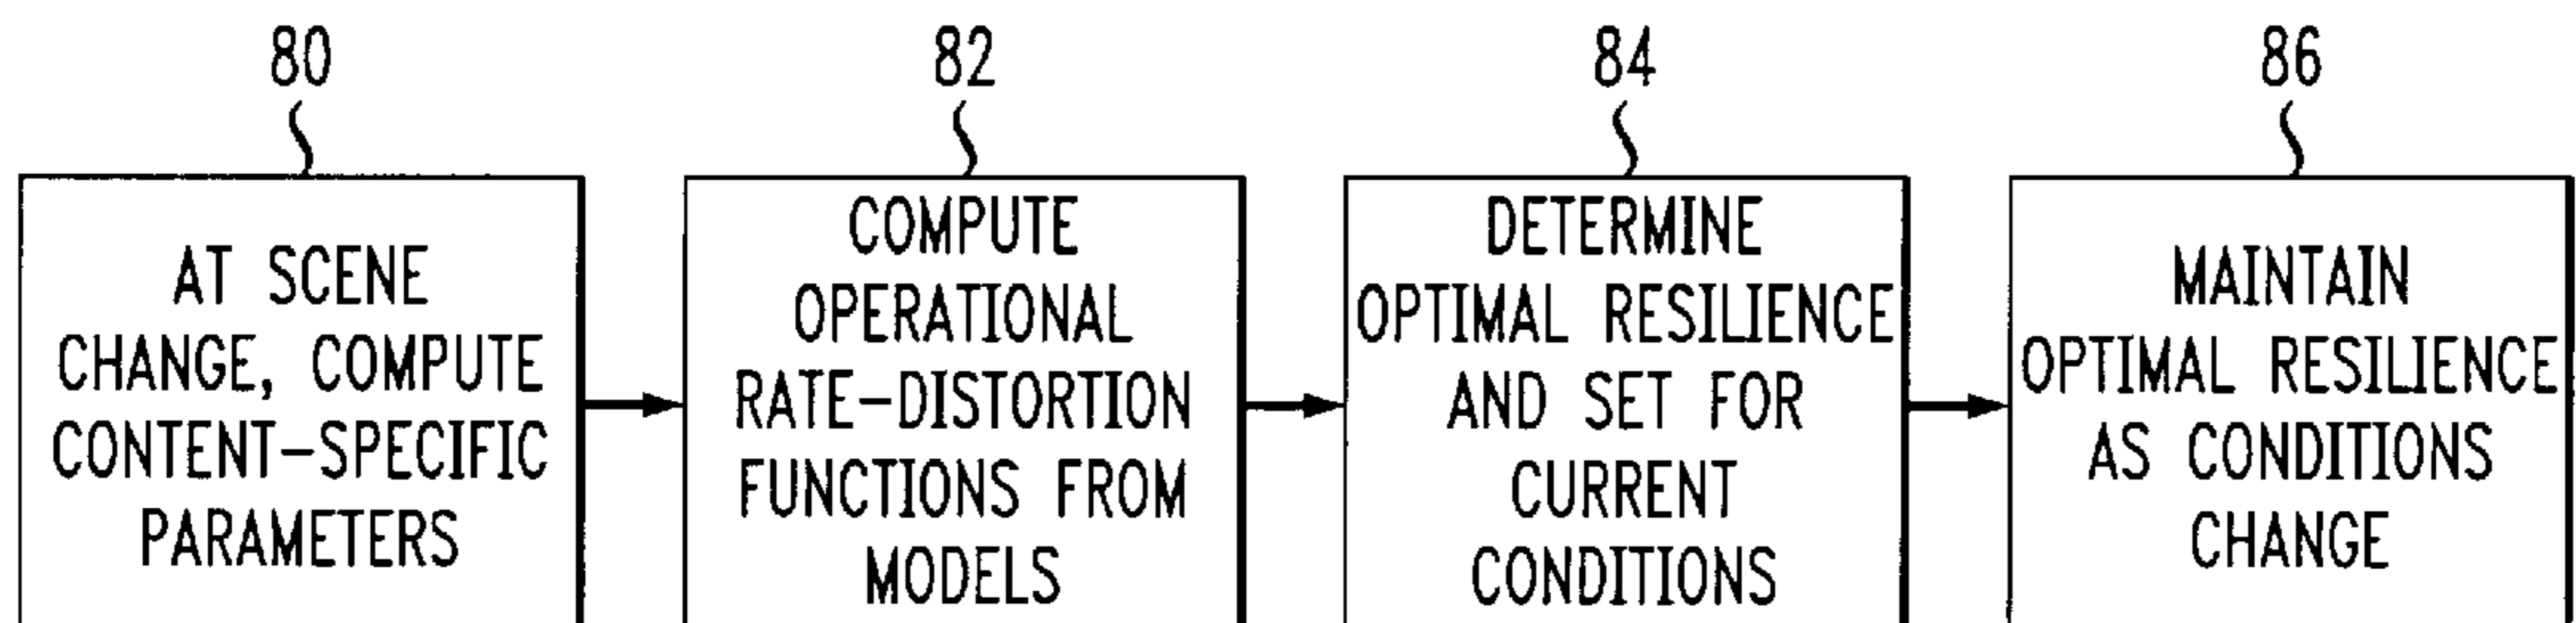 80
82
84
86
AT SCENE
CHANGE, COMPUTE
CONTENT-SPECIFIC
PARAMETERS
COMPUTE
OPERATIONAL
RATE-DISTORTION
FUNCTIONS FROM
MODELS
DETERMINE
OPTIMAL RESILIENCE
AND SET FOR
CURRENT
CONDITIONS
MAINTAIN
OPTIMAL RESILIENCE
AS CONDITIONS
CHANGE